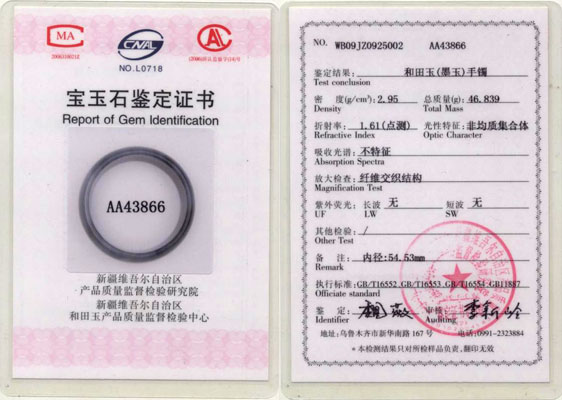 MA
CNAL
NO.L0718
宝玉石鉴定证书
Report of Gem Identification
AA43866
新疆维吾尔自治区
产品质量监督检验研究院
新疆维吾尔自治区
和田玉产品质量监督检验中心
NO. WB09JZ0925002 AA43866
鉴定结果: 和田玉(墨玉)手镯
Test conclusion
密 度(g/cm³): 2.95 总质量(g): 46.839
Density Total Mass
折射率: 1.61(点测) 光性特征: 非均质集合体
Refractive Index Optic Character
吸收光谱: 不特征
Absorption Spectra
放大检查: 纤维交织结构
Magnification Test
紫外荧光: 长波 无 短波 无
UF LW SW
其他检验: /
Other Test
备 注: 内径:54.53mm
Remark
执行标准: GB/T16552 GB/T16553 GB/T16554 GB11887
Officiate standard
鉴 定: 审核:
Identifier Auditing
地址:乌鲁木齐市新华南路 167 号 电话:0991-2323884
*本检测结果只对所检样品负责,翻印无效